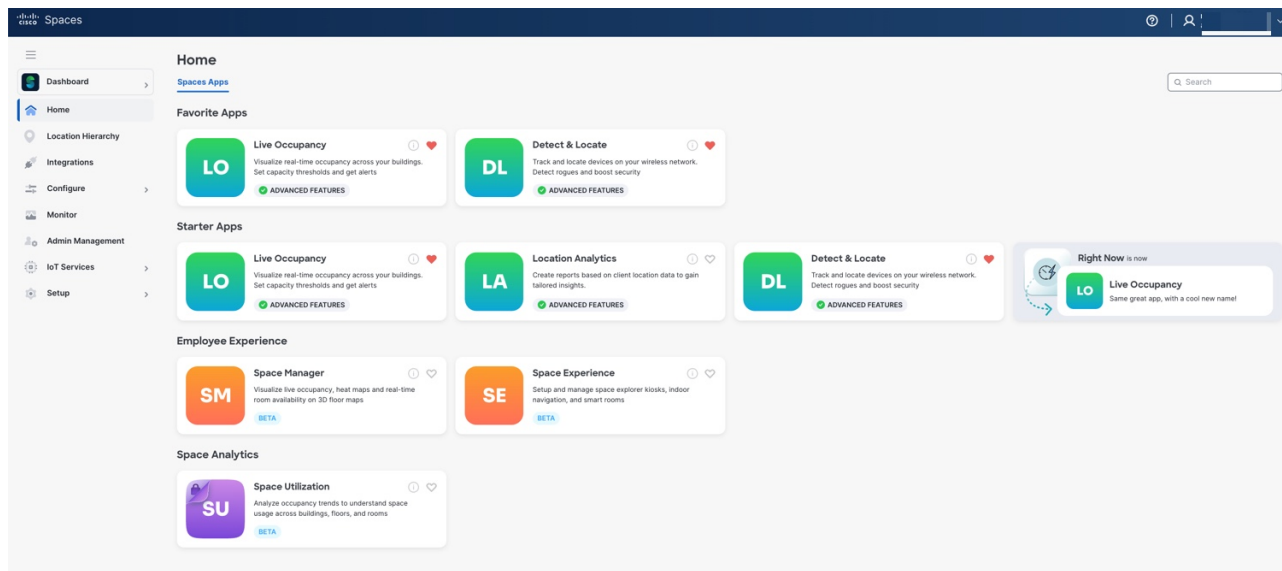 cisco Spaces
Dashboard
Home
Location Hierarchy
Integrations
Configure
Monitor
Admin Management
IoT Services
Setup
Home
Spaces Apps
Search
Favorite Apps
LO
Live Occupancy
Visualize real-time occupancy across your buildings.
Set capacity thresholds and get alerts
ADVANCED FEATURES
DL
Detect & Locate
Track and locate devices on your wireless network.
Detect rogues and boost security
ADVANCED FEATURES
Starter Apps
LO
Live Occupancy
Visualize real-time occupancy across your buildings.
Set capacity thresholds and get alerts
ADVANCED FEATURES
LA
Location Analytics
Create reports based on client location data to gain
tailored insights.
ADVANCED FEATURES
DL
Detect & Locate
Track and locate devices on your wireless network.
Detect rogues and boost security
ADVANCED FEATURES
Right Now is now
LO
Live Occupancy
Same great app, with a cool new name!
Employee Experience
SM
Space Manager
Visualize live occupancy, heat maps and real-time
room availability on 3D floor maps
BETA
SE
Space Experience
Setup and manage space explorer kiosks, indoor
navigation, and smart rooms
BETA
Space Analytics
SU
Space Utilization
Analyze occupancy trends to understand space
usage across buildings, floors, and rooms
BETA